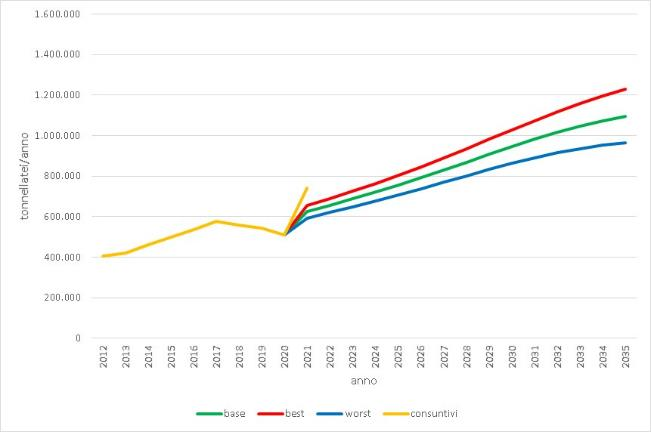 1.600.000
1.400.000
1.200.000
1.000.000
800.000
600.000
400.000
200.000
0
tonnellatel/anno
2012 2013 2014 2015 2016 2017 2018 2019 2020 2021 2022 2023 2024 2025 2026 2027 2028 2029 2030 2031 2032 2033 2034 2035
anno
base best worst consuntivi